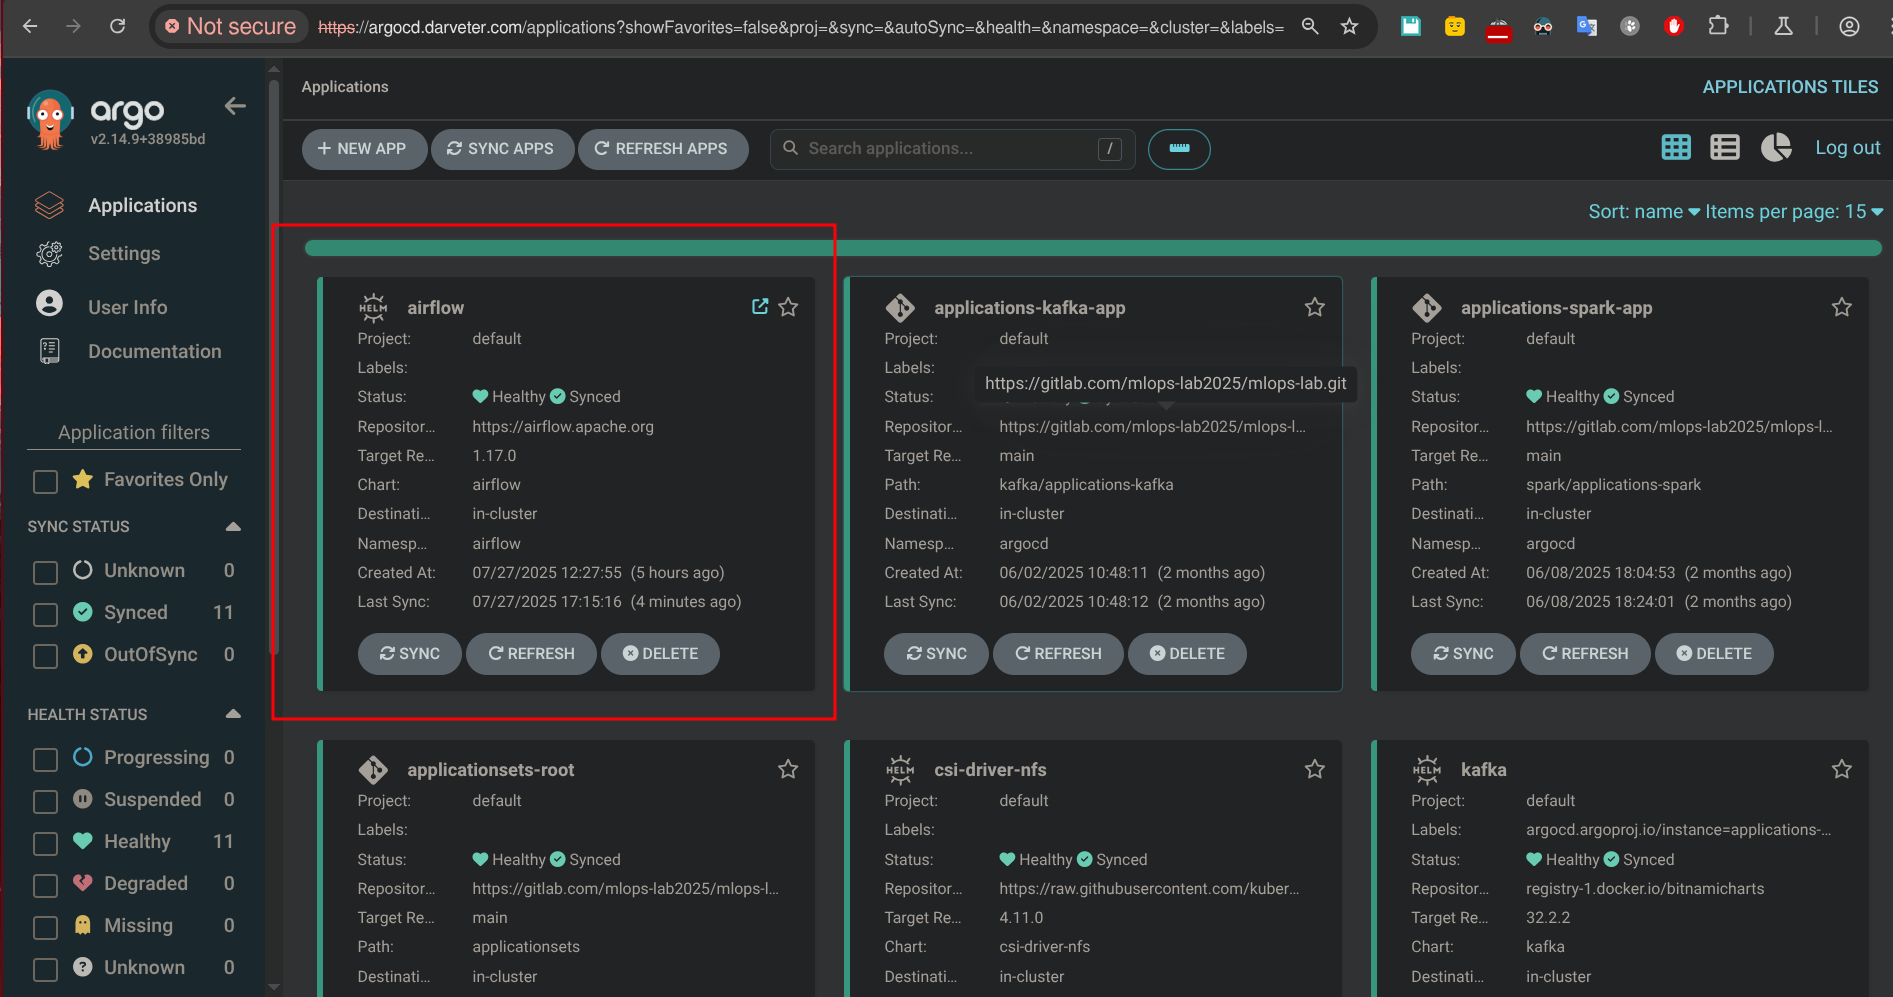 Not secure https://argocd.darveter.com/applications?showFavorites=false&proj=&sync=&autoSync=&health=&namespace=&cluster=&labels=
argo
v2.14.9+38985bd
Applications
Settings
User Info
Documentation
Application filters
Favorites Only
SYNC STATUS
Unknown 0
Synced 11
OutOfSync 0
HEALTH STATUS
Progressing 0
Suspended 0
Healthy 11
Degraded 0
Missing 0
Unknown 0
Applications
APPLICATIONS TILES
NEW APP SYNC APPS REFRESH APPS Search applications... /
Log out
Sort: name Items per page: 15
HELM airflow
Project: default
Labels:
Status: Healthy Synced
Repositor... https://airflow.apache.org
Target Re... 1.17.0
Chart: airflow
Destinati... in-cluster
Namesp... airflow
Created At: 07/27/2025 12:27:55 (5 hours ago)
Last Sync: 07/27/2025 17:15:16 (4 minutes ago)
SYNC REFRESH DELETE
applications-kafka-app
Project: default
Labels:
https://gitlab.com/mlops-lab2025/mlops-lab.git
Status:
Repositor... https://gitlab.com/mlops-lab2025/mlops-l...
Target Re... main
Path: kafka/applications-kafka
Destinati... in-cluster
Namesp... argocd
Created At: 06/02/2025 10:48:11 (2 months ago)
Last Sync: 06/02/2025 10:48:12 (2 months ago)
SYNC REFRESH DELETE
applications-spark-app
Project: default
Labels:
Status: Healthy Synced
Repositor... https://gitlab.com/mlops-lab2025/mlops-l...
Target Re... main
Path: spark/applications-spark
Destinati... in-cluster
Namesp... argocd
Created At: 06/08/2025 18:04:53 (2 months ago)
Last Sync: 06/08/2025 18:24:01 (2 months ago)
SYNC REFRESH DELETE
applicationsets-root
Project: default
Labels:
Status: Healthy Synced
Repositor... https://gitlab.com/mlops-lab2025/mlops-l...
Target Re... main
Path: applicationsets
Destinati... in-cluster
HELM csi-driver-nfs
Project: default
Labels:
Status: Healthy Synced
Repositor... https://raw.githubusercontent.com/kuber...
Target Re... 4.11.0
Chart: csi-driver-nfs
Destinati... in-cluster
HELM kafka
Project: default
Labels: argocd.argoproj.io/instance=applications-...
Status: Healthy Synced
Repositor... registry-1.docker.io/bitnamicharts
Target Re... 32.2.2
Chart: kafka
Destinati... in-cluster